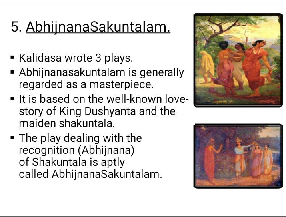 5. AbhijnanaSakuntalam.
▪ Kalidasa wrote 3 plays.
▪ Abhijnanasakuntalam is generally
regarded as a masterpiece.
▪ It is based on the well-known love-
story of King Dushyanta and the
maiden shakuntala.
▪ The play dealing with the
recognition (Abhijnana)
of Shakuntala is aptly
called AbhijnanaSakuntalam.